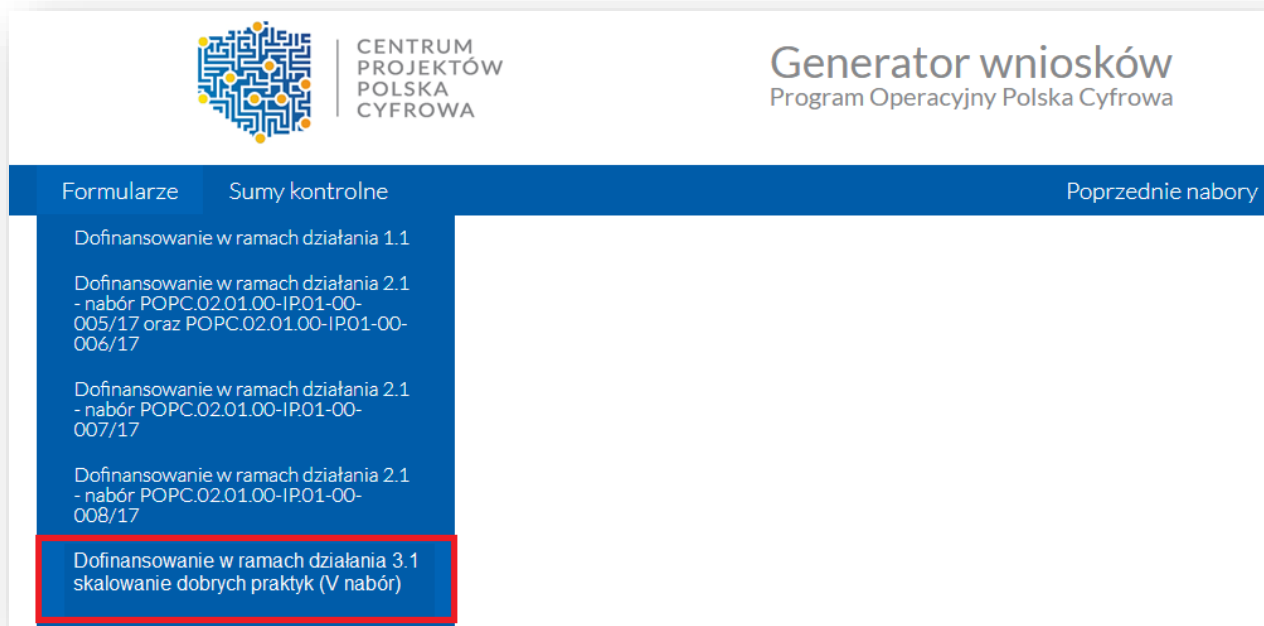 CENTRUM
PROJEKTÓW
POLSKA
CYFROWA
Generator wniosków
Program Operacyjny Polska Cyfrowa
Formularze
Sumy kontrolne
Poprzednie nabory
Dofinansowanie w ramach działania 1.1
Dofinansowanie w ramach działania 2.1
- nabór POPC.02.01.00-IP.01-00-
005/17 oraz POPC.02.01.00-IP.01-00-
006/17
Dofinansowanie w ramach działania 2.1
- nabór POPC.02.01.00-IP.01-00-
007/17
Dofinansowanie w ramach działania 2.1
- nabór POPC.02.01.00-IP.01-00-
008/17
Dofinansowanie w ramach działania 3.1
skalowanie dobrych praktyk (V nabór)